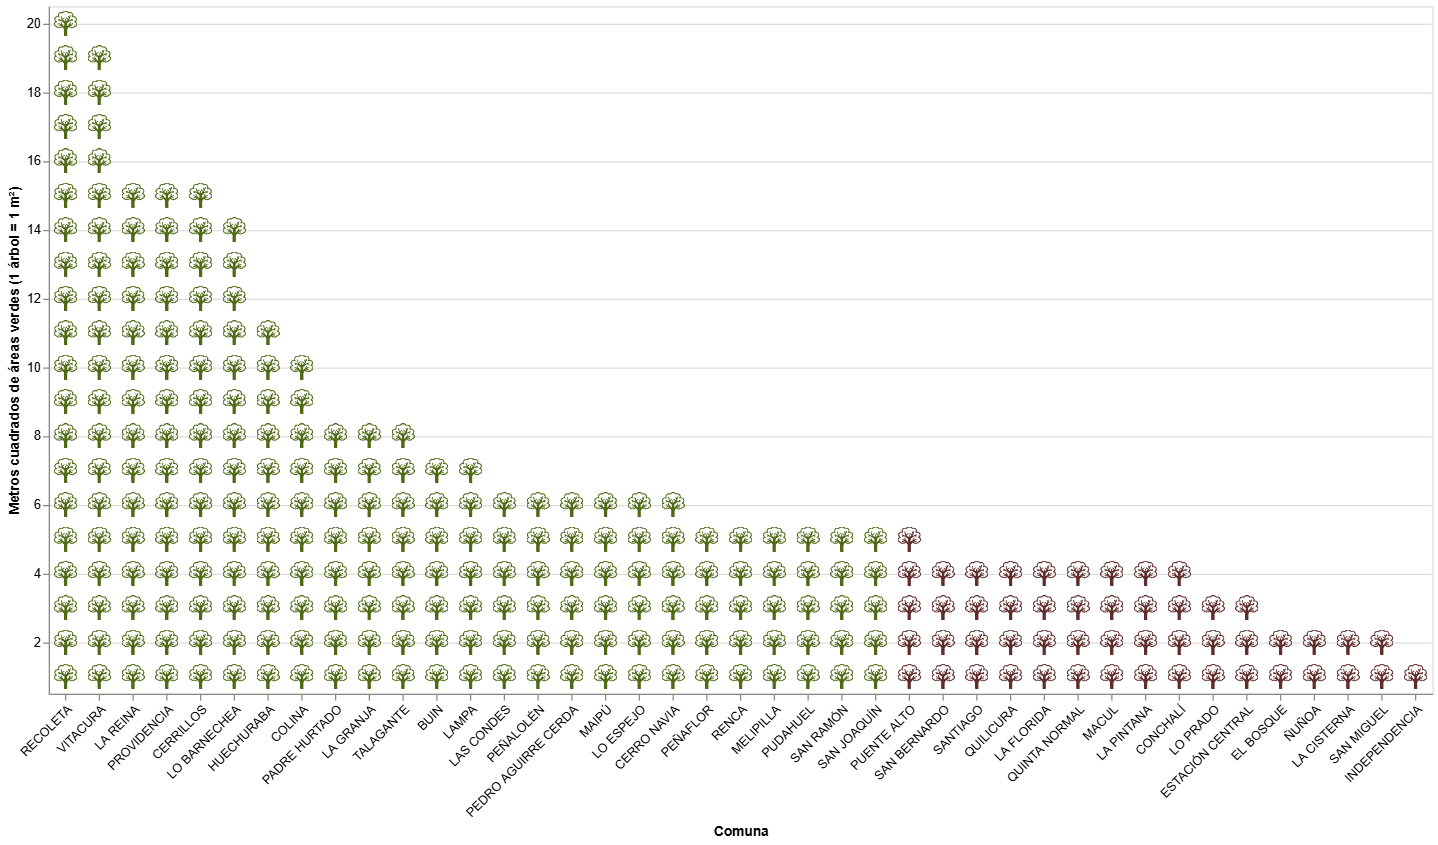 Metros cuadrados de áreas verdes (1 árbol = 1 m²)
20
18
16
14
12
10
8
6
4
2
RECOLETA
VITACURA
LA REINA
PROVIDENCIA
CERRILLOS
LO BARNECHEA
HUECHURABA
COLINA
PADRE HURTADO
LA GRANJA
TALAGANTE
BUIN
LAMPA
LAS CONDES
PEÑALOLÉN
PEDRO AGUIRRE CERDA
MAIPÚ
LO ESPEJO
CERRO NAVIA
PEÑAFLOR
RENCA
MELIPILLA
PUDAHUEL
SAN RAMÓN
SAN JOAQUÍN
PUENTE ALTO
SAN BERNARDO
SANTIAGO
QUILICURA
LA FLORIDA
QUINTA NORMAL
MACUL
LA PINTANA
CONCHALÍ
LO PRADO
ESTACIÓN CENTRAL
EL BOSQUE
ÑUÑOA
LA CISTERNA
SAN MIGUEL
INDEPENDENCIA
Comuna